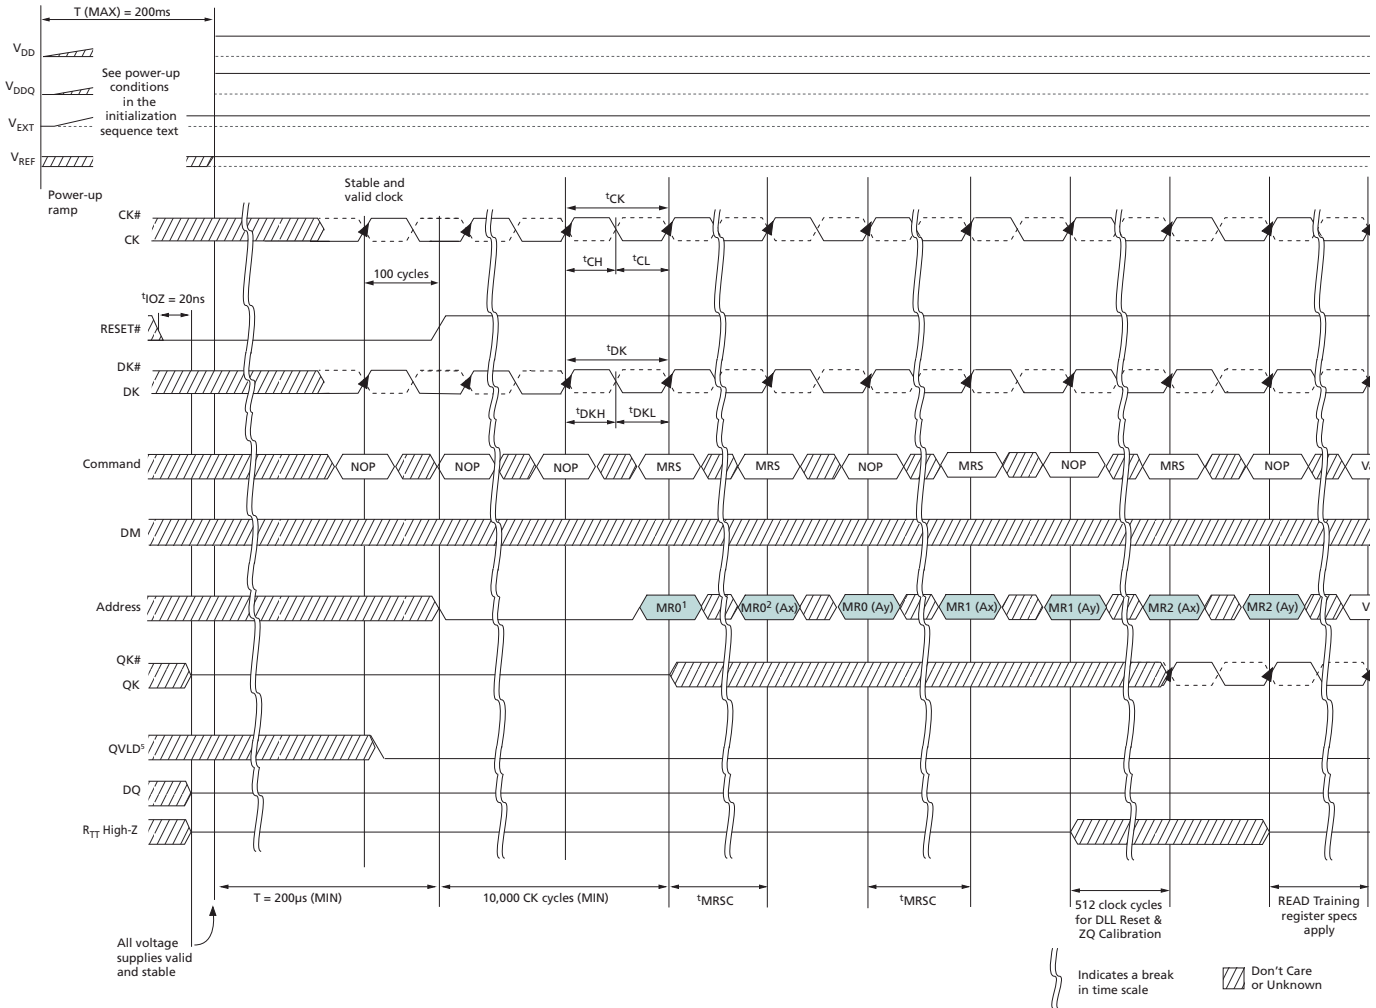 T (MAX) = 200ms
VDD
VDDQ
VEXT
VREF
See power-up
conditions
in the
initialization
sequence text
Power-up
ramp
Stable and
valid clock
tCK
CK#
CK
tCH
tCL
100 cycles
tIOZ = 20ns
RESET#
tDK
DK#
DK
tDKH
tDKL
Command
NOP
NOP
NOP
MRS
MRS
NOP
MRS
NOP
MRS
NOP
DM
Address
MR0¹
MR0² (Ax)
MR0 (Ay)
MR1 (Ax)
MR1 (Ay)
MR2 (Ax)
MR2 (Ay)
V
QK#
QK
QVLD⁵
DQ
RTT High-Z
T = 200µs (MIN)
10,000 CK cycles (MIN)
tMRSC
tMRSC
512 clock cycles
for DLL Reset &
ZQ Calibration
READ Training
register specs
apply
All voltage
supplies valid
and stable
Indicates a break
in time scale
Don't Care
or Unknown